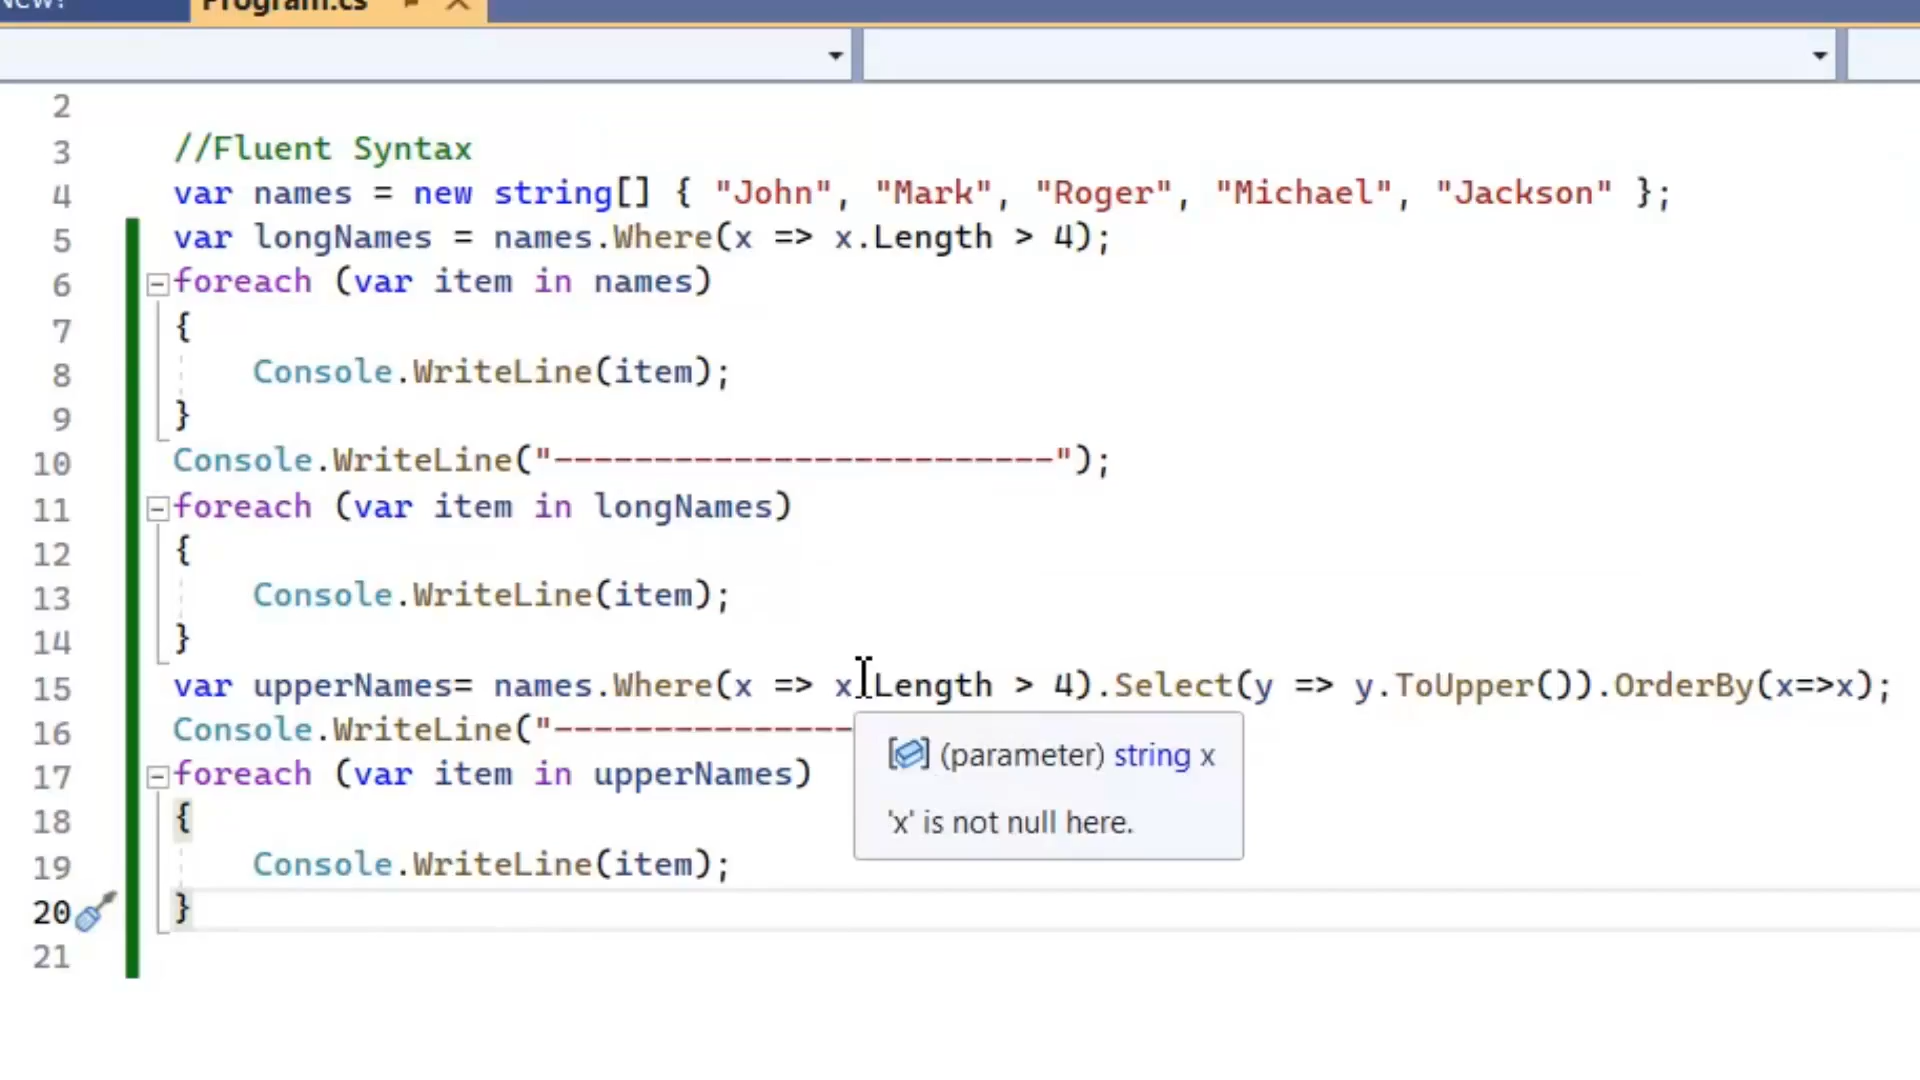 New?
Program.cs
2
3 //Fluent Syntax
4 var names = new string[] { "John", "Mark", "Roger", "Michael", "Jackson" };
5 var longNames = names.Where(x => x.Length > 4);
6 foreach (var item in names)
7 {
8 Console.WriteLine(item);
9 }
10 Console.WriteLine("-------------------------");
11 foreach (var item in longNames)
12 {
13 Console.WriteLine(item);
14 }
15 var upperNames= names.Where(x => x.Length > 4).Select(y => y.ToUpper()).OrderBy(x=>x);
16 Console.WriteLine("---------------
(parameter) string x
'x' is not null here.
17 foreach (var item in upperNames)
18 {
19 Console.WriteLine(item);
20 }
21